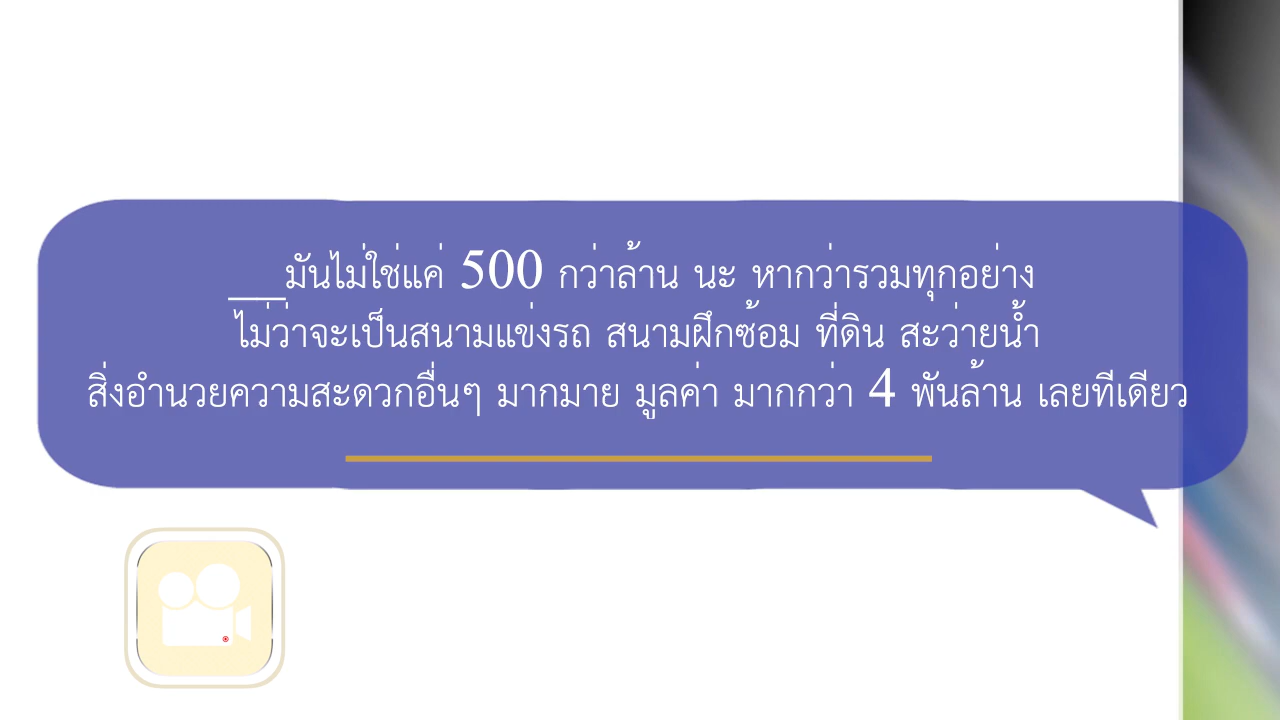 __มันไม่ใช่แค่ 500 กว่าล้าน นะ หากว่ารวมทุกอย่าง
ไม่ว่าจะเป็นสนามแข่งรถ สนามฝึกซ้อม ที่ดิน สะว่ายน้ำ
สิ่งอำนวยความสะดวกอื่นๆ มากมาย มูลค่า มากกว่า 4 พันล้าน เลยทีเดียว